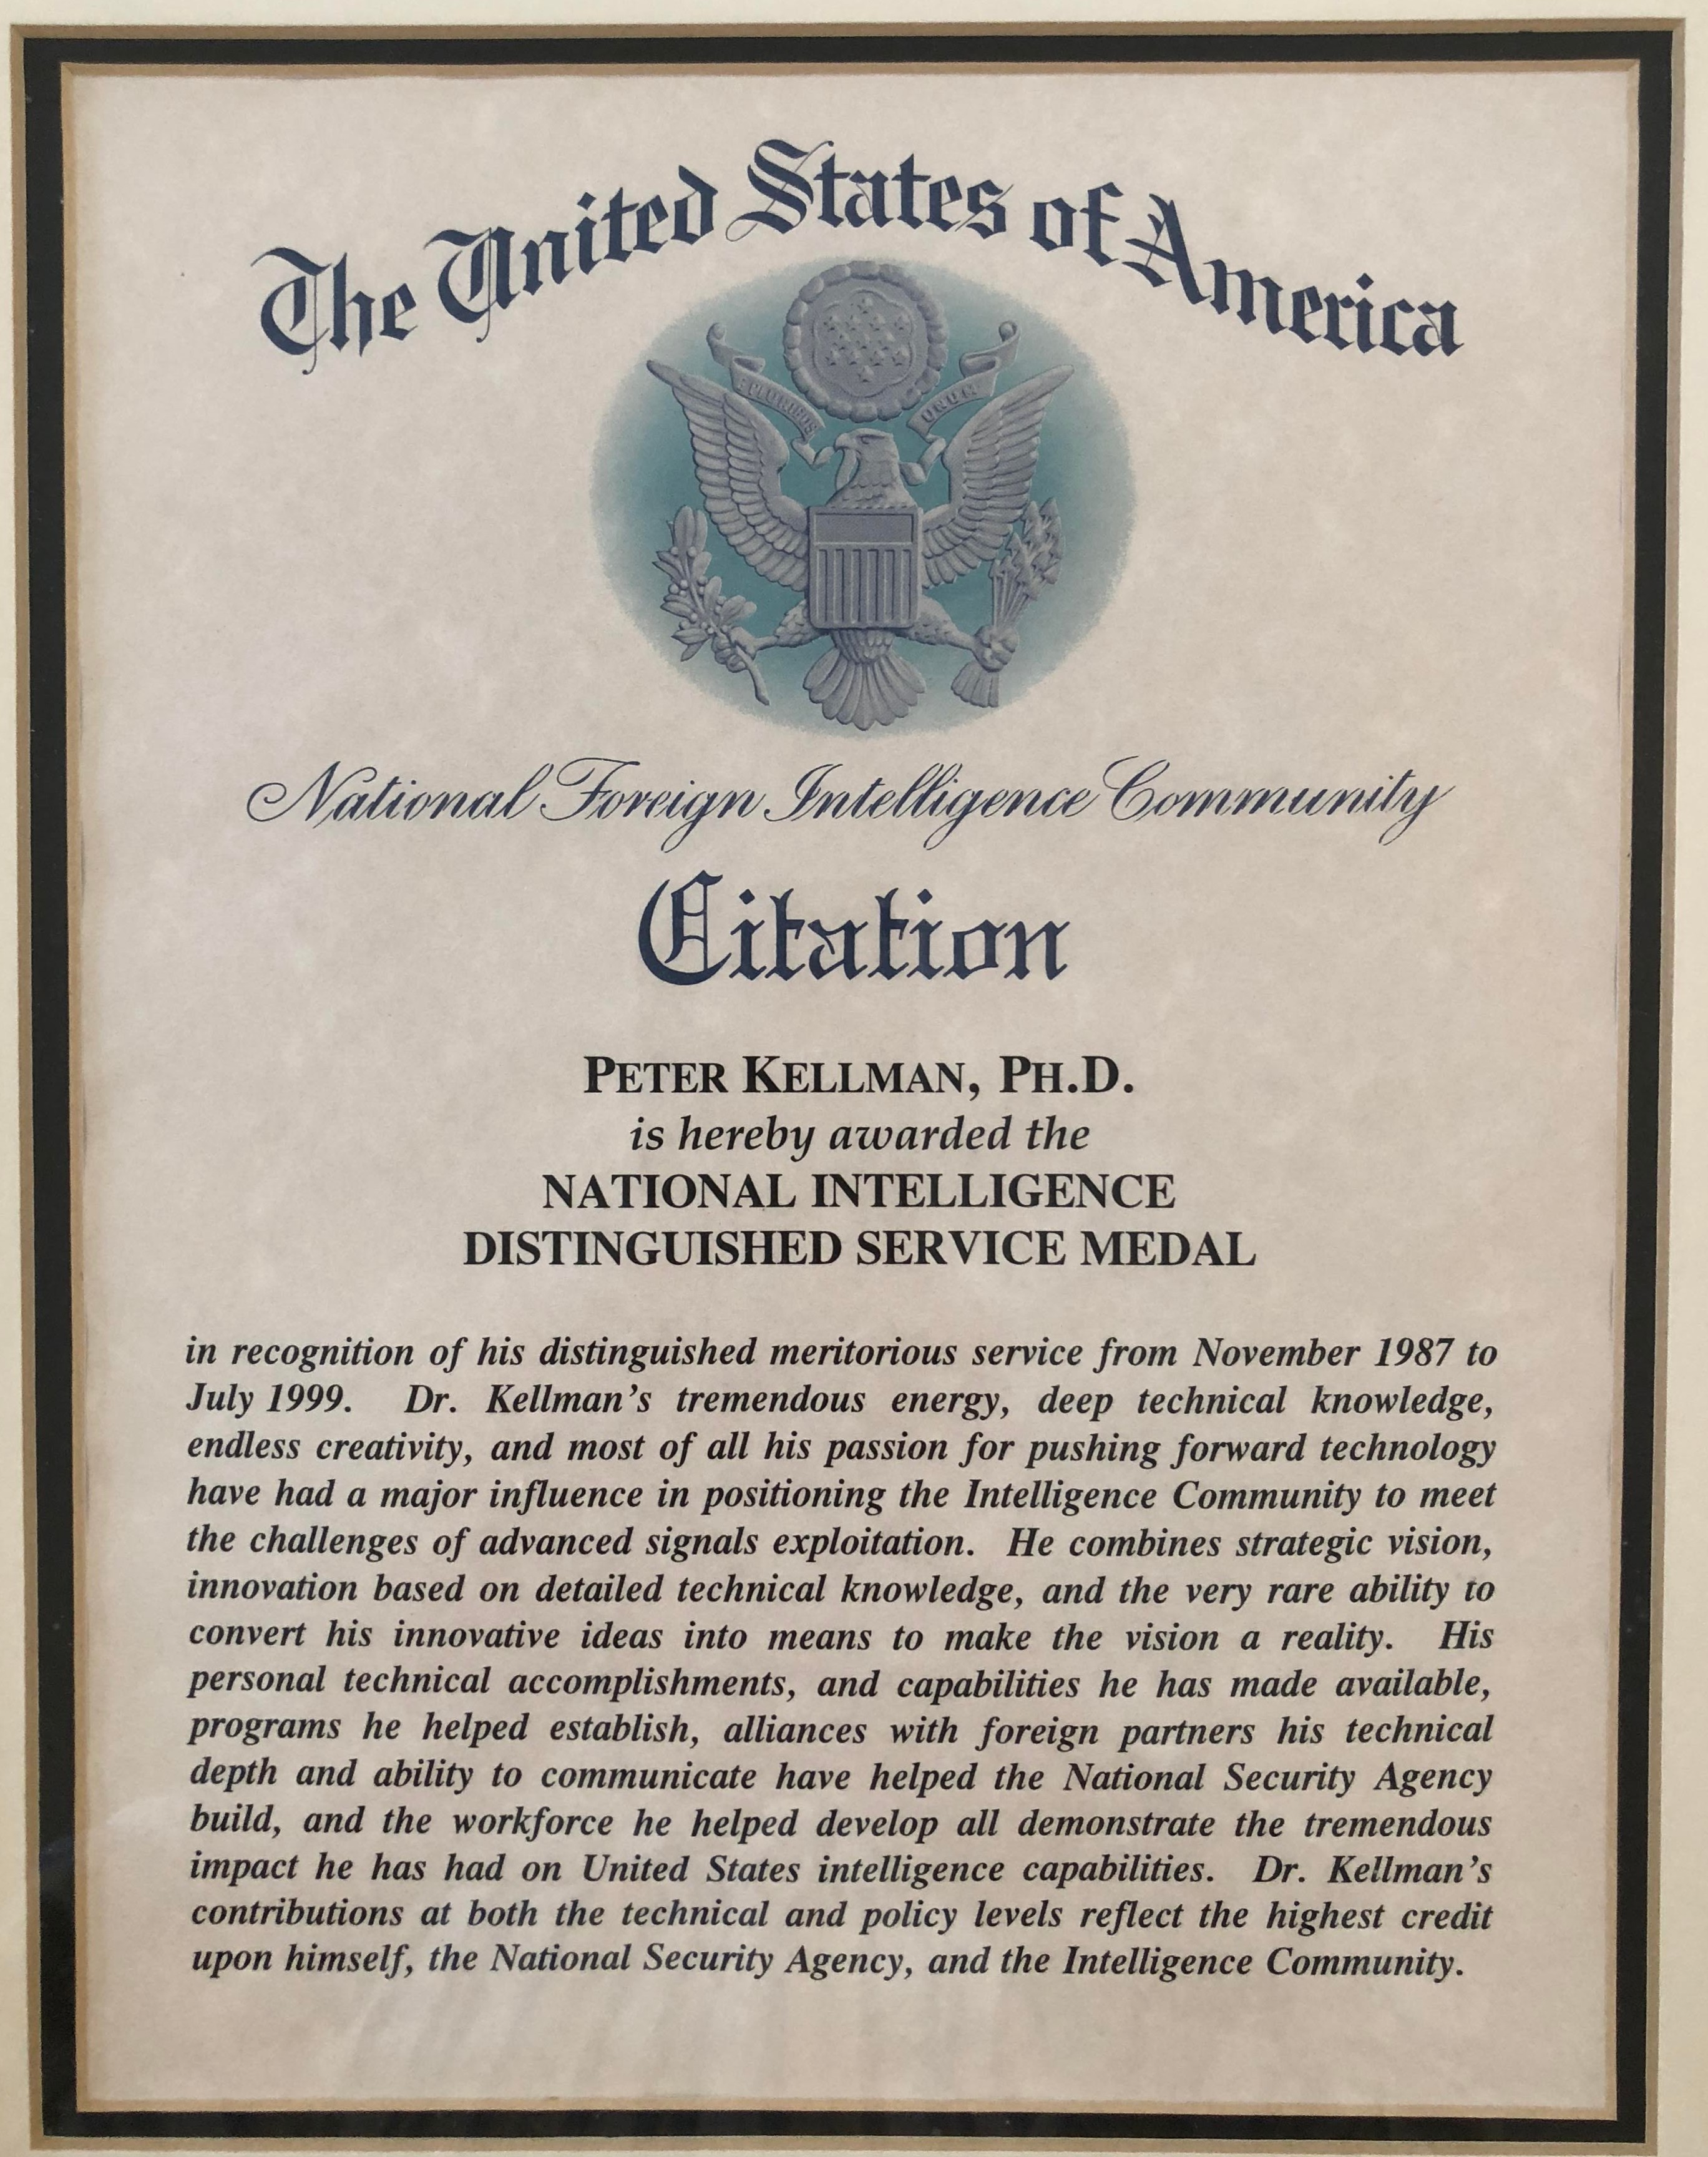 The United States of America
E PLURIBUS UNUM
National Foreign Intelligence Community
Citation
PETER KELLMAN, PH.D.
is hereby awarded the
NATIONAL INTELLIGENCE
DISTINGUISHED SERVICE MEDAL
in recognition of his distinguished meritorious service from November 1987 to
July 1999. Dr. Kellman’s tremendous energy, deep technical knowledge,
endless creativity, and most of all his passion for pushing forward technology
have had a major influence in positioning the Intelligence Community to meet
the challenges of advanced signals exploitation. He combines strategic vision,
innovation based on detailed technical knowledge, and the very rare ability to
convert his innovative ideas into means to make the vision a reality. His
personal technical accomplishments, and capabilities he has made available,
programs he helped establish, alliances with foreign partners his technical
depth and ability to communicate have helped the National Security Agency
build, and the workforce he helped develop all demonstrate the tremendous
impact he has had on United States intelligence capabilities. Dr. Kellman’s
contributions at both the technical and policy levels reflect the highest credit
upon himself, the National Security Agency, and the Intelligence Community.